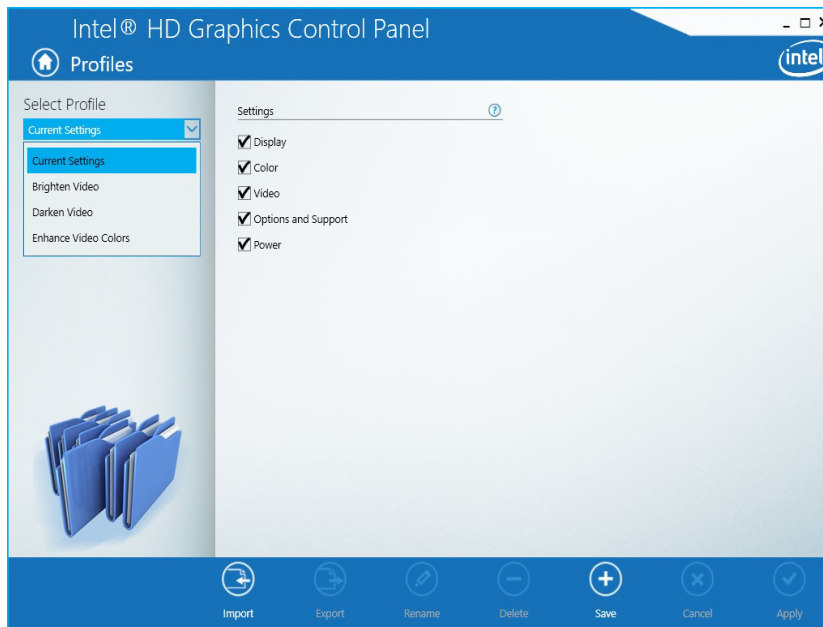 Intel® HD Graphics Control Panel
Profiles
intel
Select Profile
Current Settings
Current Settings
Brighten Video
Darken Video
Enhance Video Colors
Settings
?
Display
Color
Video
Options and Support
Power
Import
Export
Rename
Delete
Save
Cancel
Apply